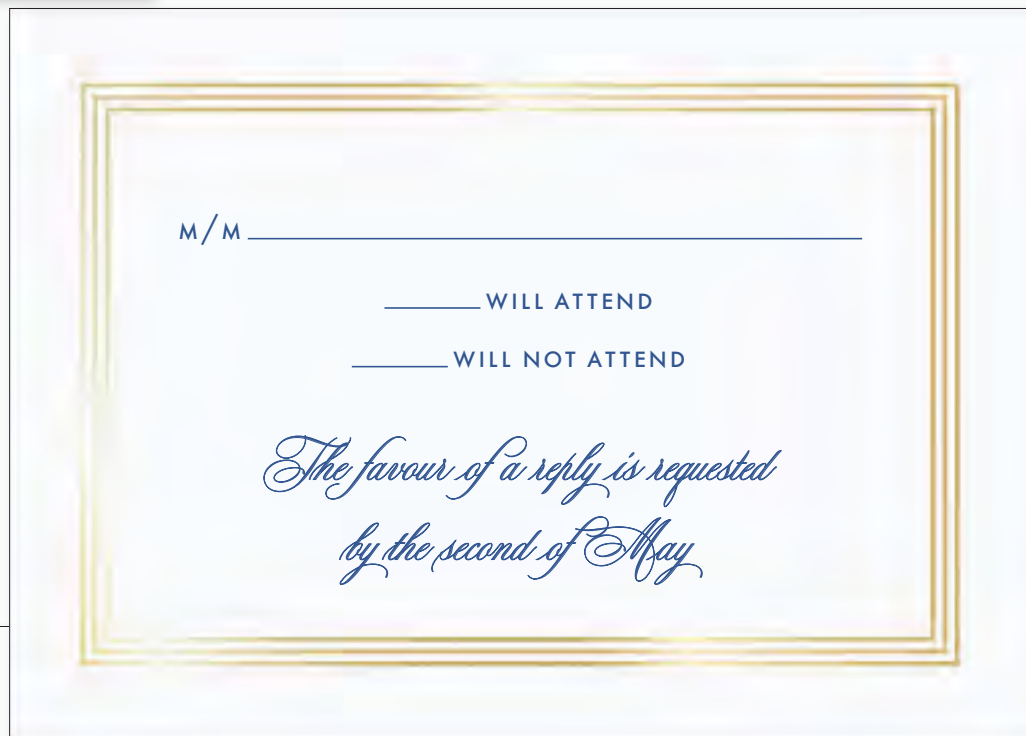 M/M
WILL ATTEND
WILL NOT ATTEND
The favour of a reply is requested
by the second of May